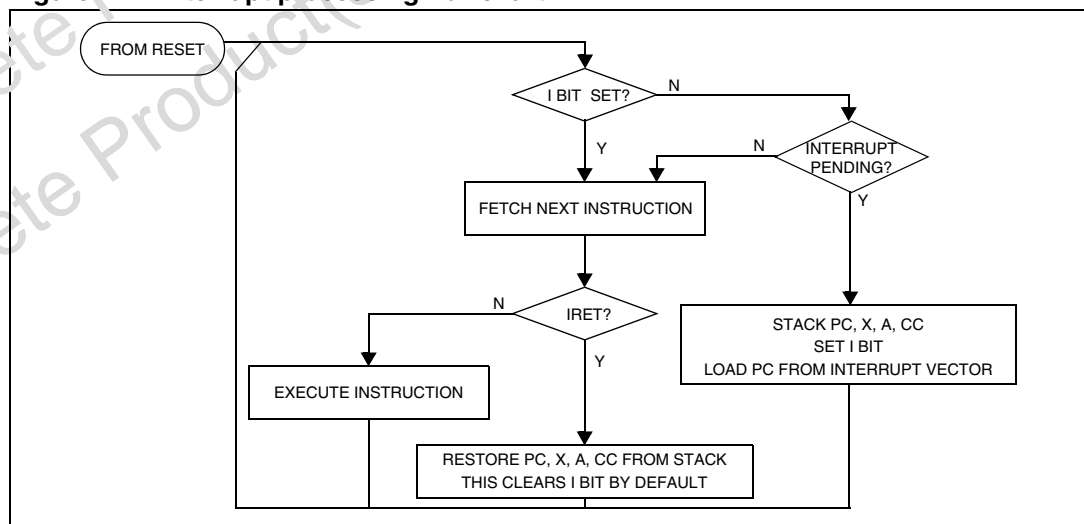 FROM RESET
I BIT SET?
N
Y
N
INTERRUPT
PENDING?
Y
FETCH NEXT INSTRUCTION
N
IRET?
Y
STACK PC, X, A, CC
SET I BIT
LOAD PC FROM INTERRUPT VECTOR
EXECUTE INSTRUCTION
RESTORE PC, X, A, CC FROM STACK
THIS CLEARS I BIT BY DEFAULT